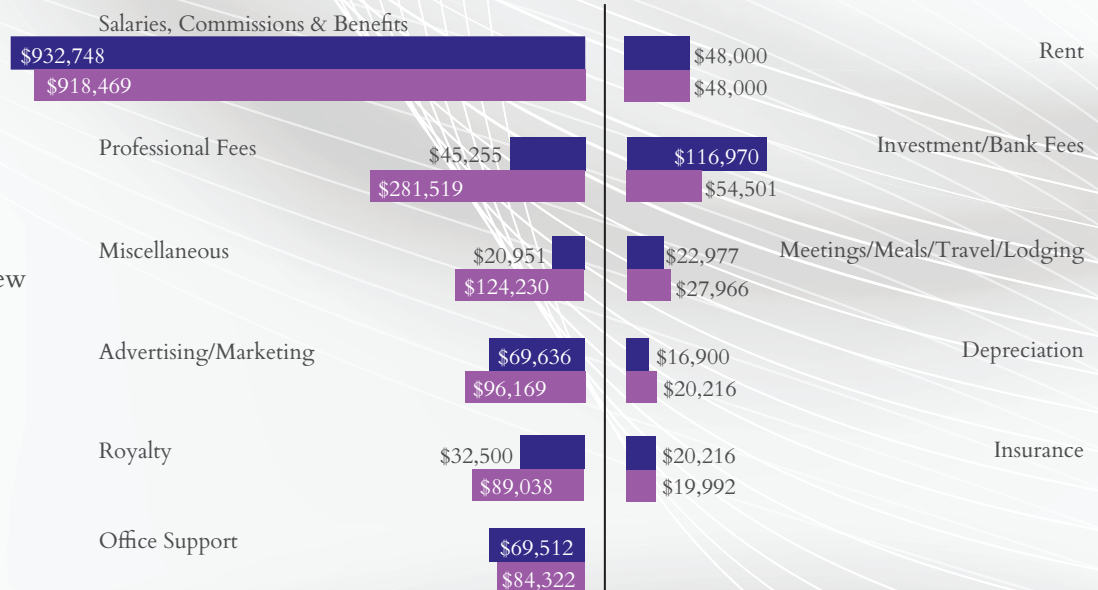 Salaries, Commissions & Benefits
$932,748
$918,469
Professional Fees
$45,255
$281,519
Miscellaneous
$20,951
$124,230
ew
Advertising/Marketing
$69,636
$96,169
Royalty
$32,500
$89,038
Office Support
$69,512
$84,322
Rent
$48,000
$48,000
Investment/Bank Fees
$116,970
$54,501
Meetings/Meals/Travel/Lodging
$22,977
$27,966
Depreciation
$16,900
$20,216
Insurance
$20,216
$19,992